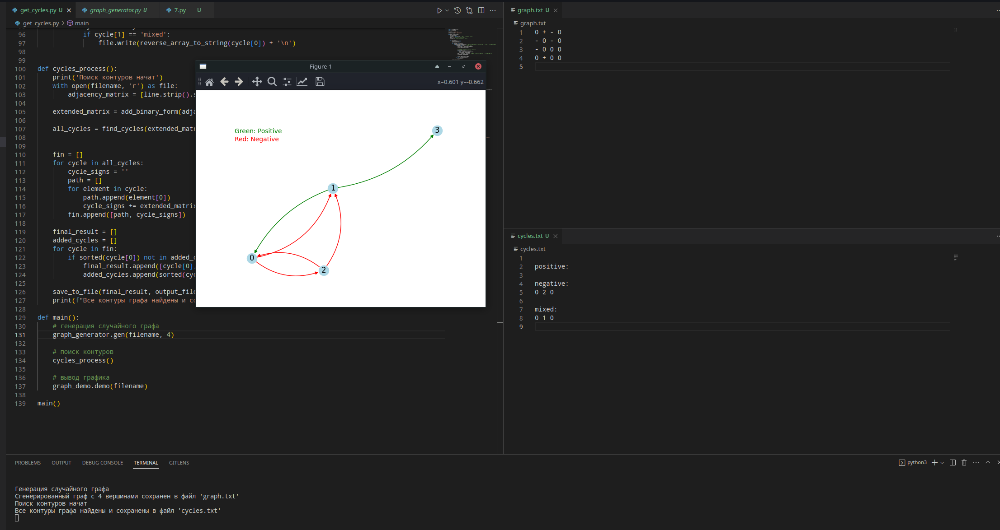 get_cycles.py U
graph_generator.py U
7.py U
get_cycles.py > main
96 if cycle[1] == 'mixed':
97 file.write(reverse_array_to_string(cycle[0]) + '\n')
98
99
100 def cycles_process():
101 print('Поиск контуров начат')
102 with open(filename, 'r') as file:
103 adjacency_matrix = [line.strip().s
104
105 extended_matrix = add_binary_form(adja
106
107 all_cycles = find_cycles(extended_matr
108
109
110 fin = []
111 for cycle in all_cycles:
112 cycle_signs = ''
113 path = []
114 for element in cycle:
115 path.append(element[0])
116 cycle_signs += extended_matrix
117 fin.append([path, cycle_signs])
118
119 final_result = []
120 added_cycles = []
121 for cycle in fin:
122 if sorted(cycle[0]) not in added_c
123 final_result.append([cycle[0],
124 added_cycles.append(sorted(cyc
125
126 save_to_file(final_result, output_file
127 print(f"Все контуры графа найдены и со
128
129 def main():
130 # генерация случайного графа
131 graph_generator.gen(filename, 4)
132
133 # поиск контуров
134 cycles_process()
135
136 # вывод графика
137 graph_demo.demo(filename)
138
139 main()
Figure 1
x=0.601 y=-0.662
Green: Positive
Red: Negative
3
1
0
2
graph.txt U
graph.txt
1 0 + - 0
2 - 0 - 0
3 - 0 0 0
4 0 + 0 0
5
cycles.txt U
cycles.txt
1
2 positive:
3
4 negative:
5 0 2 0
6
7 mixed:
8 0 1 0
9
PROBLEMS OUTPUT DEBUG CONSOLE TERMINAL GITLENS
python3
Генерация случайного графа
Сгенерированный граф с 4 вершинами сохранен в файл 'graph.txt'
Поиск контуров начат
Все контуры графа найдены и сохранены в файл 'cycles.txt'